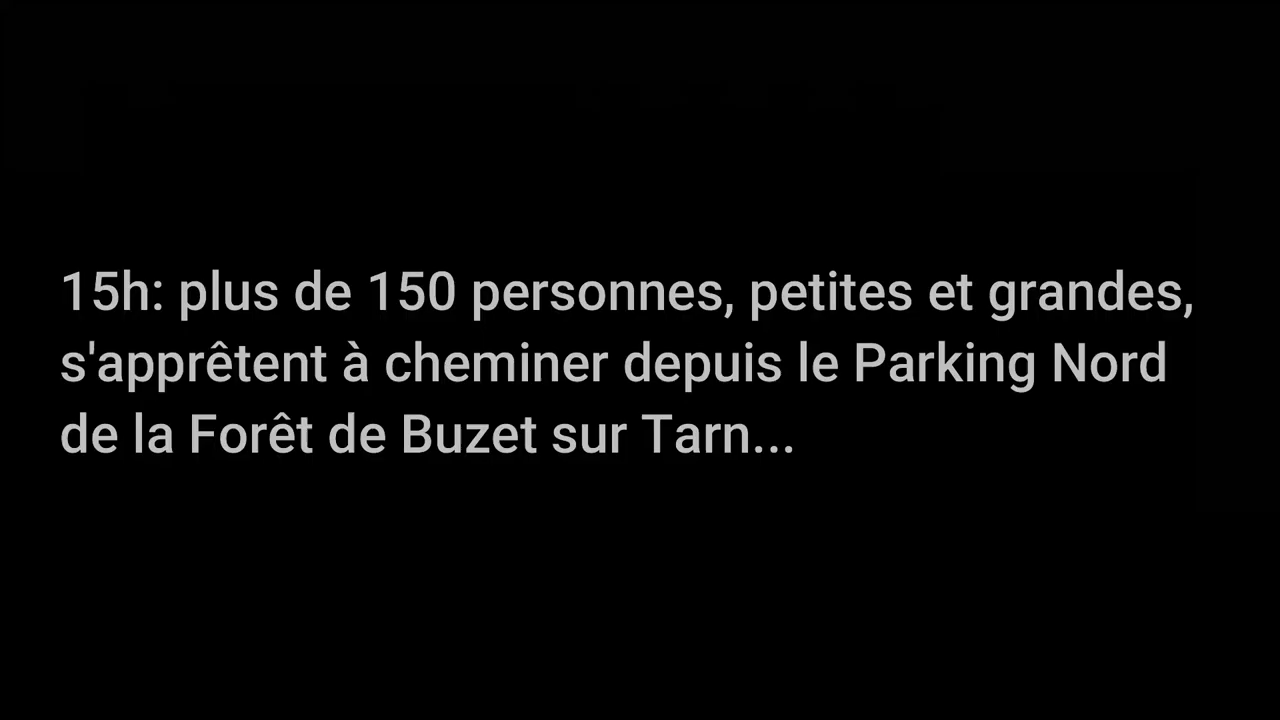 15h: plus de 150 personnes, petites et grandes,
s'apprêtent à cheminer depuis le Parking Nord
de la Forêt de Buzet sur Tarn...